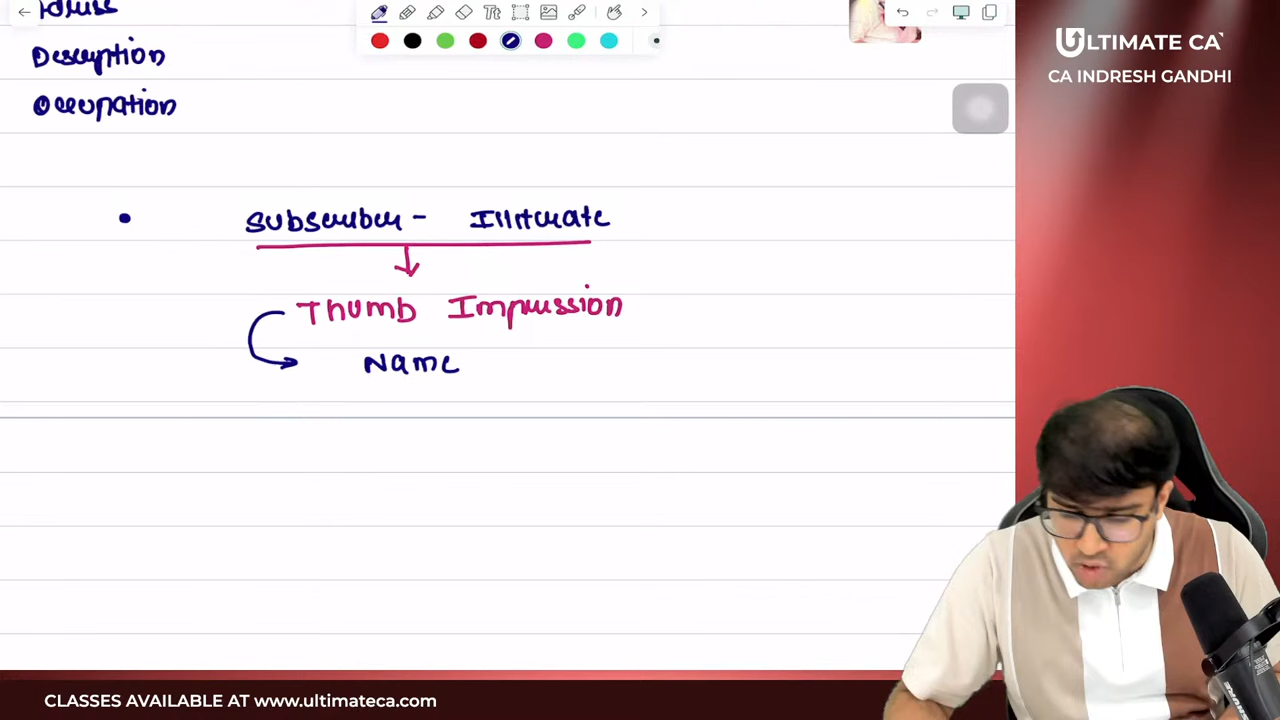 Description
ULTIMATE CA
CA INDRESH GANDHI
Occupation
• Subscriber - Illiterate
Thumb Impression
Name
CLASSES AVAILABLE AT www.ultimateca.com